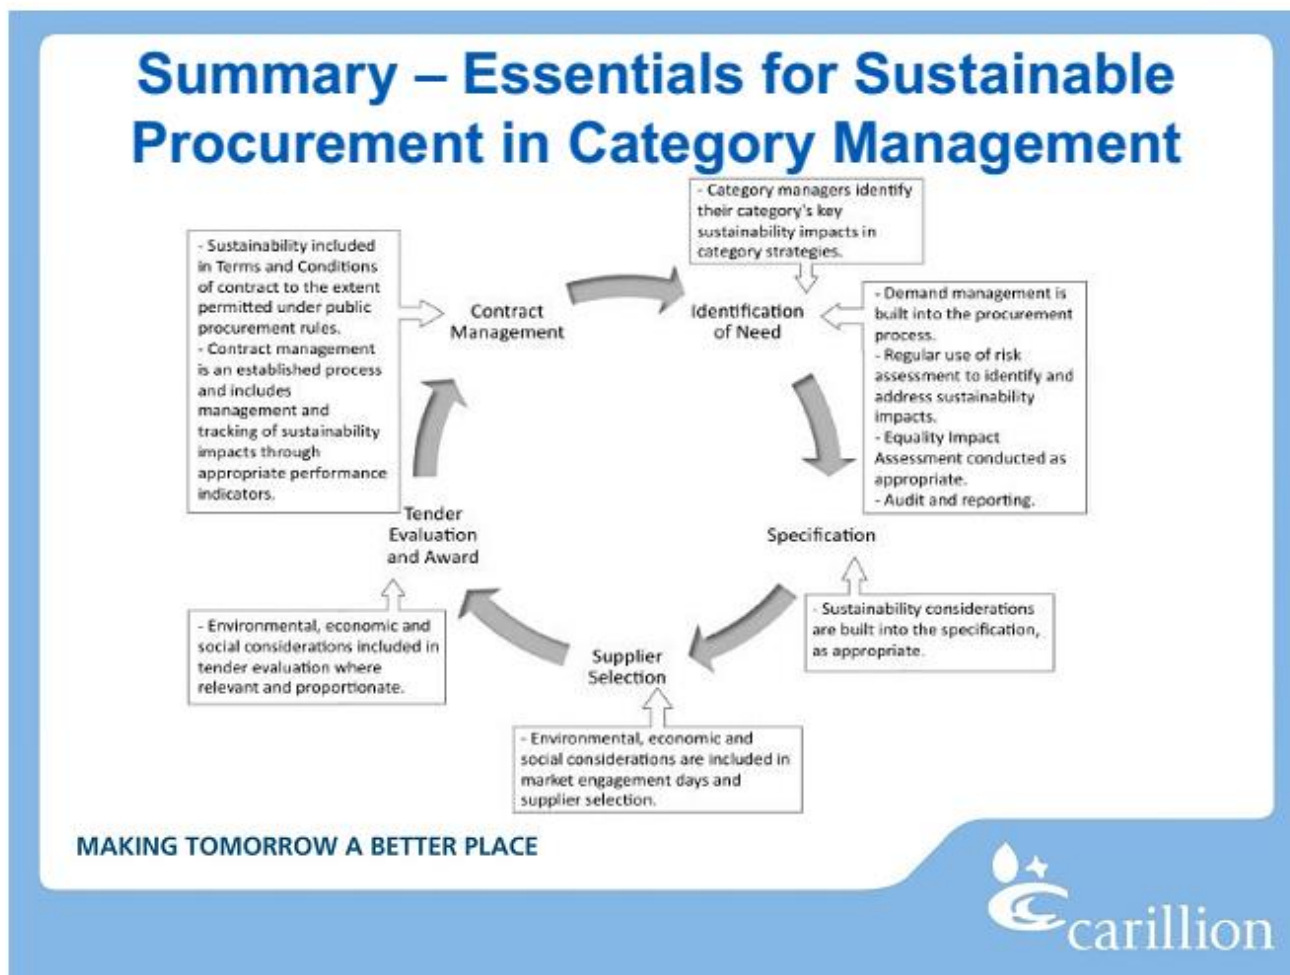 Summary – Essentials for Sustainable
Procurement in Category Management
- Category managers identify
their category's key
sustainability impacts in
category strategies.
- Sustainability included
in Terms and Conditions
of contract to the extent
permitted under public
procurement rules.
- Contract management
is an established process
and includes
management and
tracking of sustainability
impacts through
appropriate performance
indicators.
Contract
Management
Identification
of Need
- Demand management is
built into the procurement
process.
- Regular use of risk
assessment to identify and
address sustainability
impacts.
- Equality Impact
Assessment conducted as
appropriate.
- Audit and reporting.
Tender
Evaluation
and Award
Specification
- Environmental, economic and
social considerations included in
tender evaluation where
relevant and proportionate.
Supplier
Selection
- Sustainability considerations
are built into the specification,
as appropriate.
- Environmental, economic and
social considerations are included in
market engagement days and
supplier selection.
MAKING TOMORROW A BETTER PLACE
carillion